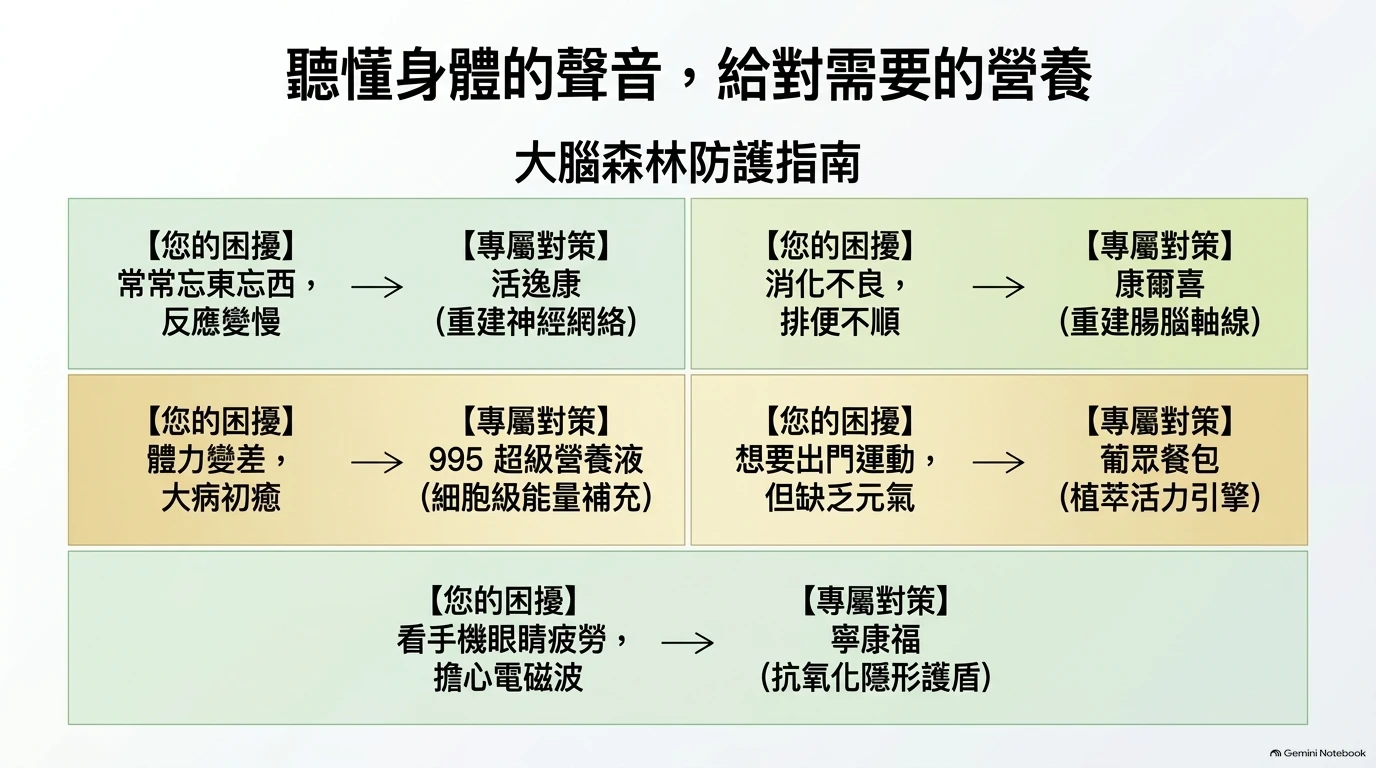 聽懂身體的聲音，給對需要的營養
大腦森林防護指南
【您的困擾】
常常忘東忘西，
反應變慢
【專屬對策】
活逸康
(重建神經網絡)
【您的困擾】
消化不良，
排便不順
【專屬對策】
康爾喜
(重建腸腦軸線)
【您的困擾】
體力變差，
大病初癒
【專屬對策】
995 超級營養液
(細胞級能量補充)
【您的困擾】
想要出門運動，
但缺乏元氣
【專屬對策】
葡眾餐包
(植萃活力引擎)
【您的困擾】
看手機眼睛疲勞，
擔心電磁波
【專屬對策】
寧康福
(抗氧化隱形護盾)
Gemini Notebook